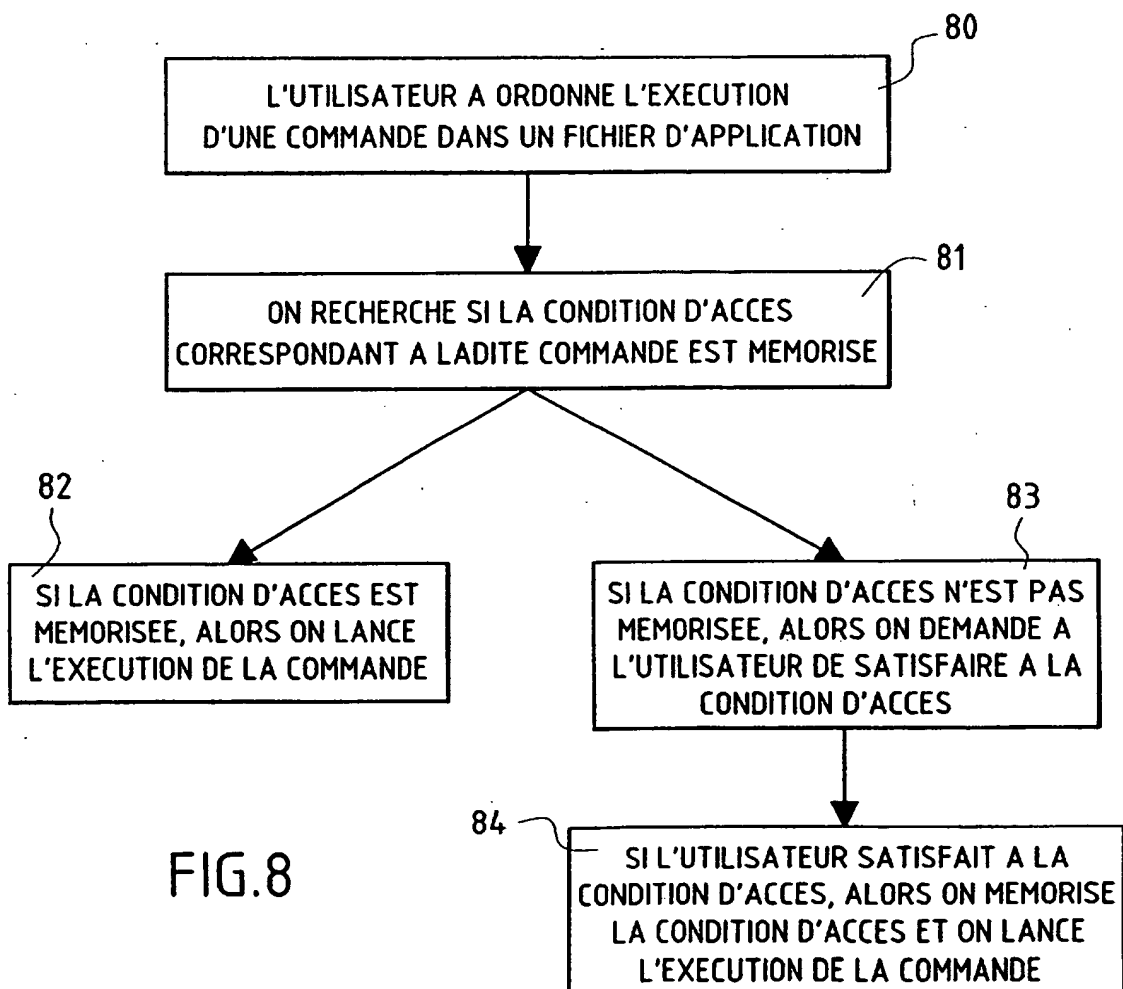 80
L'UTILISATEUR A ORDONNE L'EXECUTION
D'UNE COMMANDE DANS UN FICHIER D'APPLICATION
81
ON RECHERCHE SI LA CONDITION D'ACCES
CORRESPONDANT A LADITE COMMANDE EST MEMORISE
82
SI LA CONDITION D'ACCES EST
MEMORISEE, ALORS ON LANCE
L'EXECUTION DE LA COMMANDE
83
SI LA CONDITION D'ACCES N'EST PAS
MEMORISEE, ALORS ON DEMANDE A
L'UTILISATEUR DE SATISFAIRE A LA
CONDITION D'ACCES
84
SI L'UTILISATEUR SATISFAIT A LA
CONDITION D'ACCES, ALORS ON MEMORISE
LA CONDITION D'ACCES ET ON LANCE
L'EXECUTION DE LA COMMANDE
FIG.8